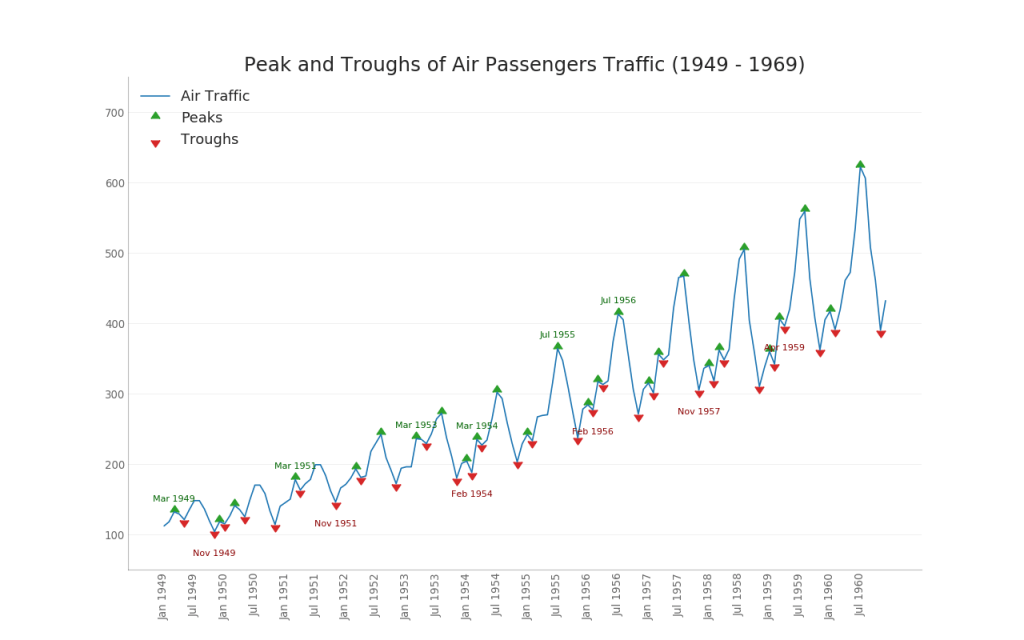 Peak and Troughs of Air Passengers Traffic (1949 - 1969)
Air Traffic
Peaks
Troughs
700
600
500
400
300
200
100
Mar 1949
Nov 1949
Mar 1951
Nov 1951
Mar 1953
Feb 1954
Mar 1954
Jul 1955
Feb 1956
Jul 1956
Nov 1957
Apr 1959
Jan 1949
Jul 1949
Jan 1950
Jul 1950
Jan 1951
Jul 1951
Jan 1952
Jul 1952
Jan 1953
Jul 1953
Jan 1954
Jul 1954
Jan 1955
Jul 1955
Jan 1956
Jul 1956
Jan 1957
Jul 1957
Jan 1958
Jul 1958
Jan 1959
Jul 1959
Jan 1960
Jul 1960